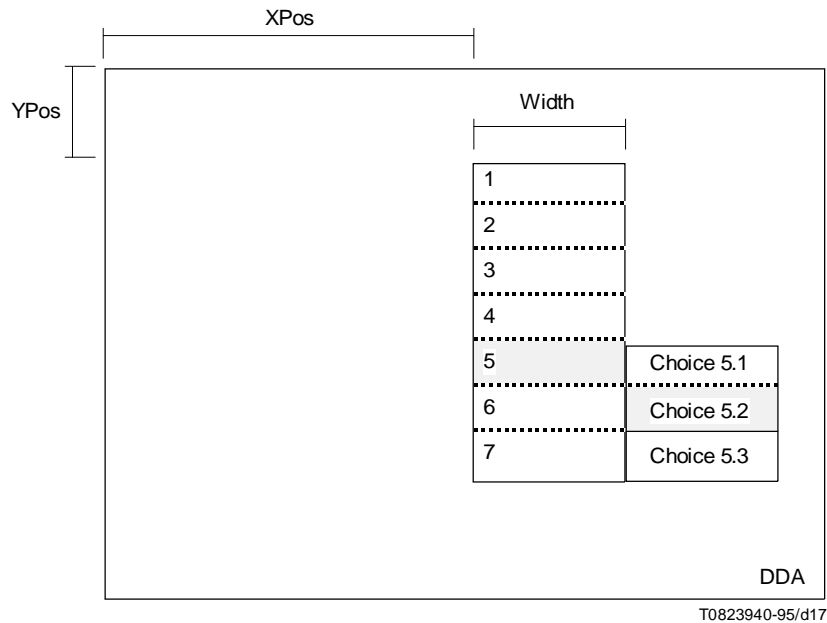 XPos
YPos
Width
1
2
3
4
5
Choice 5.1
6
Choice 5.2
7
Choice 5.3
DDA
T0823940-95/d17